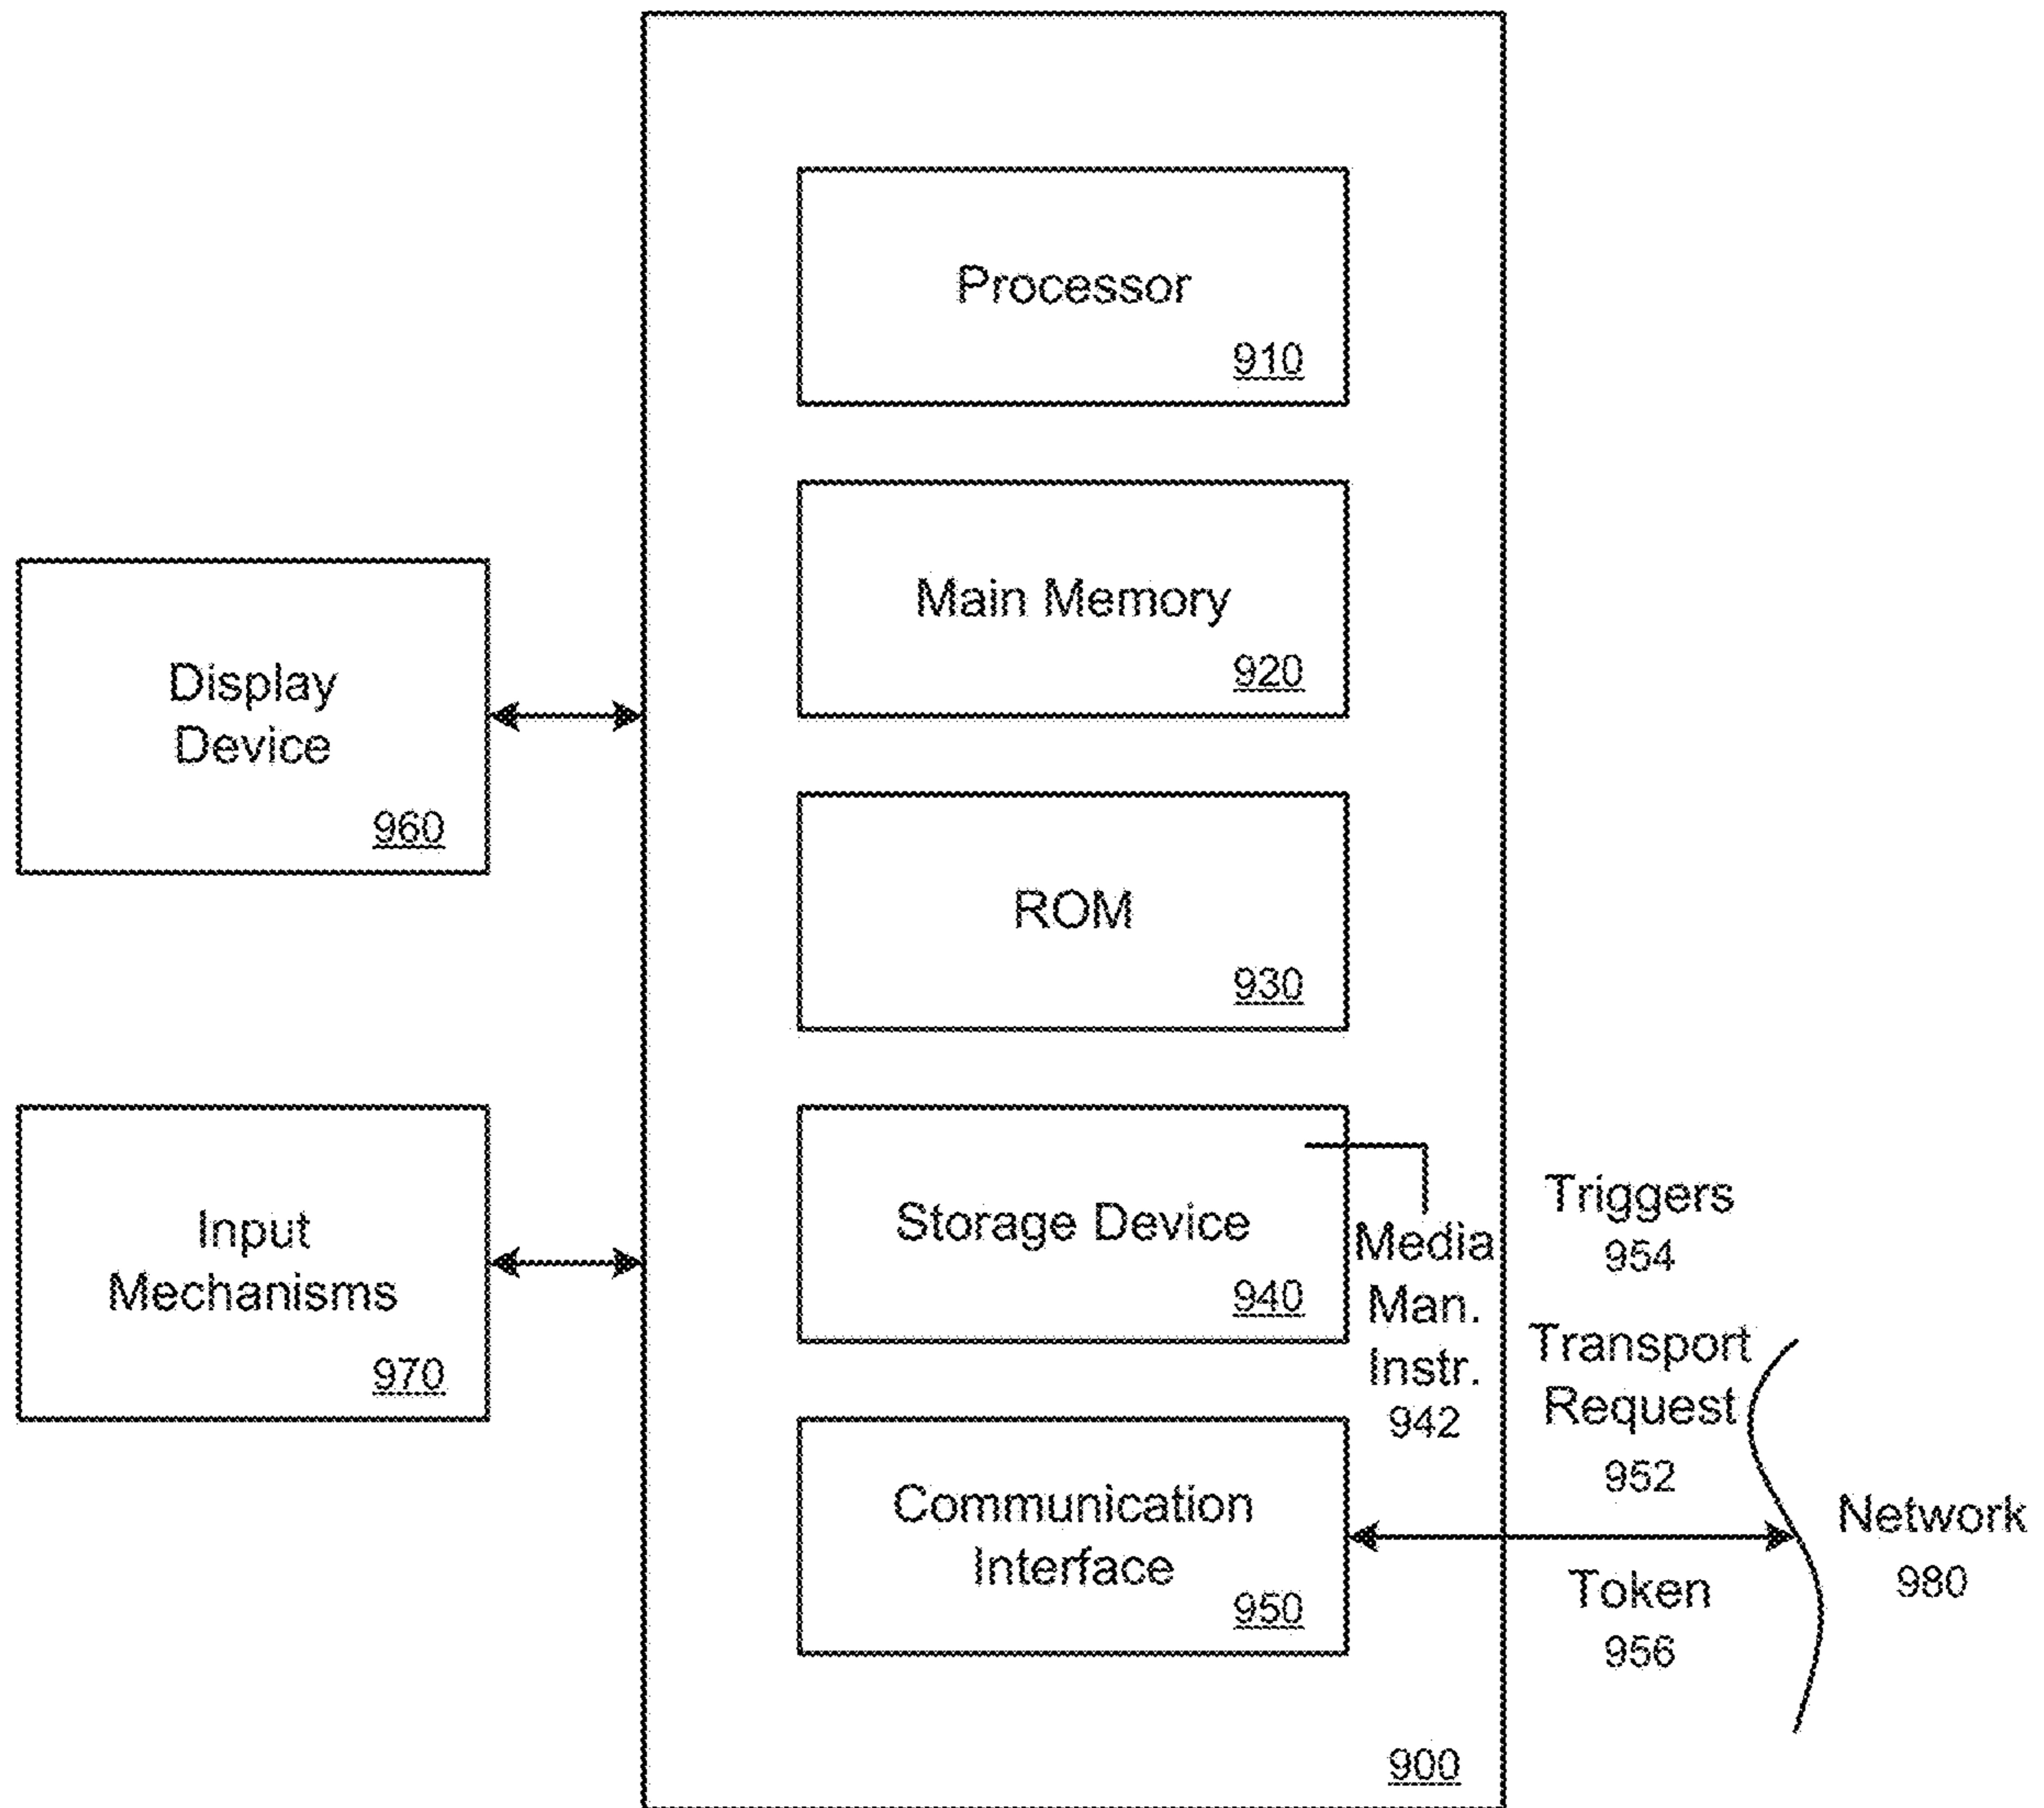 Processor
910
Main Memory
920
Display
Device
960
ROM
930
Input
Mechanisms
970
Storage Device
940
Media
Man.
Instr.
942
Triggers
954
Transport
Request
952
Communication
Interface
950
Token
956
Network
980
900